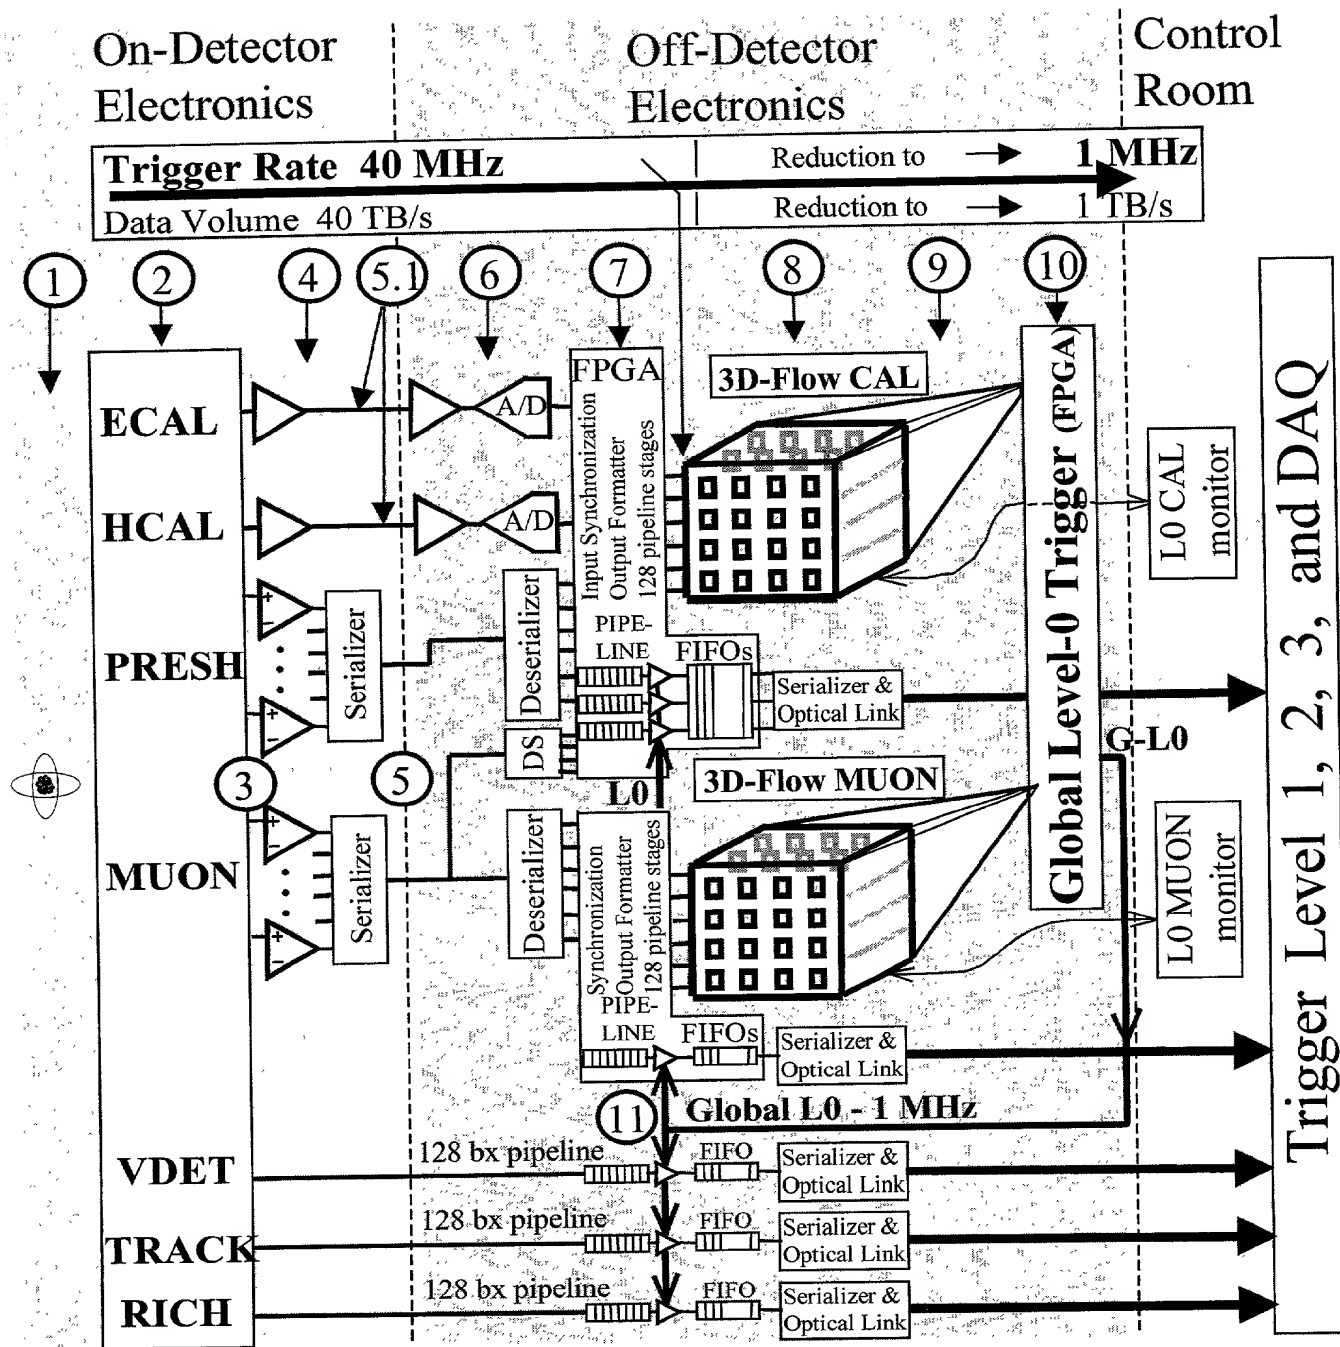 On-Detector
Electronics
Off-Detector
Electronics
Control
Room
Trigger Rate 40 MHz
Reduction to
1 MHz
Data Volume 40 TB/s
Reduction to
1 TB/s
1
2
4
5.1
6
7
8
9
10
ECAL
HCAL
PRESH
MUON
VDET
TRACK
RICH
A/D
A/D
FPGA
Input Synchronization
Output Formatter
128 pipeline stages
3D-Flow CAL
Global Level-0 Trigger (FPGA)
L0 CAL
monitor
Trigger Level 1, 2, 3, and DAQ
+
−
+
−
Serializer
Deserializer
PIPE-
LINE
FIFOs
Serializer &
Optical Link
DS
L0
G-L0
3
5
3D-Flow MUON
+
−
+
−
Serializer
Deserializer
Synchronization
Output Formatter
128 pipeline stages
L0 MUON
monitor
PIPE-
LINE
FIFOs
Serializer &
Optical Link
11
Global L0 - 1 MHz
128 bx pipeline
FIFO
Serializer &
Optical Link
128 bx pipeline
FIFO
Serializer &
Optical Link
128 bx pipeline
FIFO
Serializer &
Optical Link